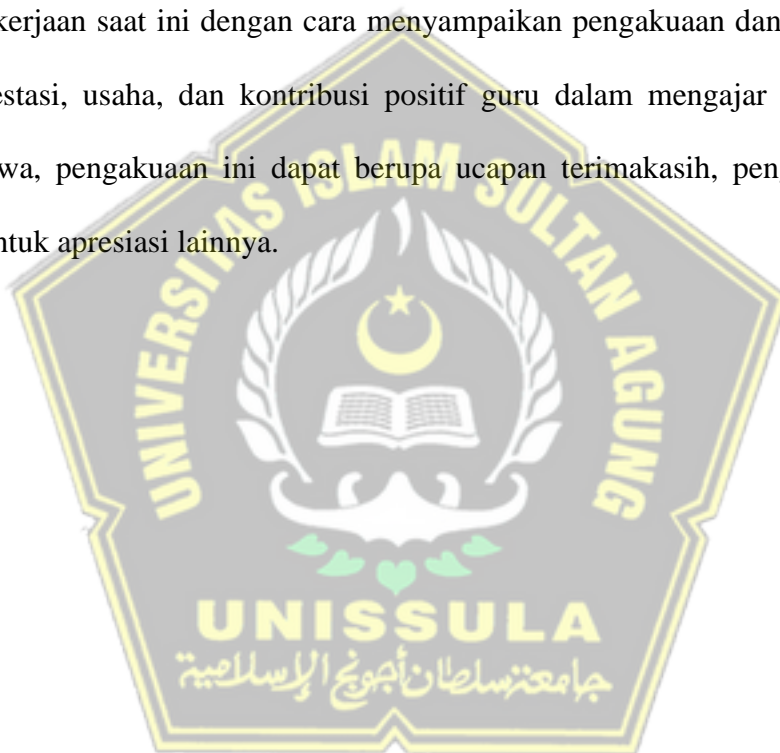 kerjaan saat ini dengan cara menyampaikan pengakuaan dan
estasi, usaha, dan kontribusi positif guru dalam mengajar
wa, pengakuaan ini dapat berupa ucapan terimakasih, pen
ntuk apresiasi lainnya.
UNIVERSITAS ISLAM SULTAN AGUNG
UNISSULA
جامعة سلطان أجونج الإسلامية